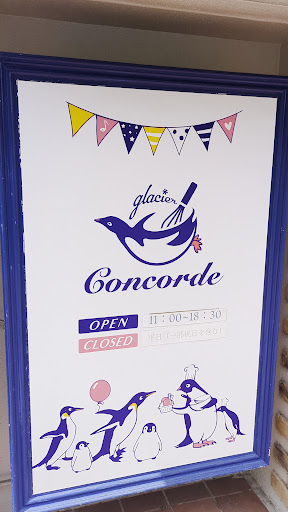 glacier
Concorde
OPEN 11:00~18:30
CLOSED